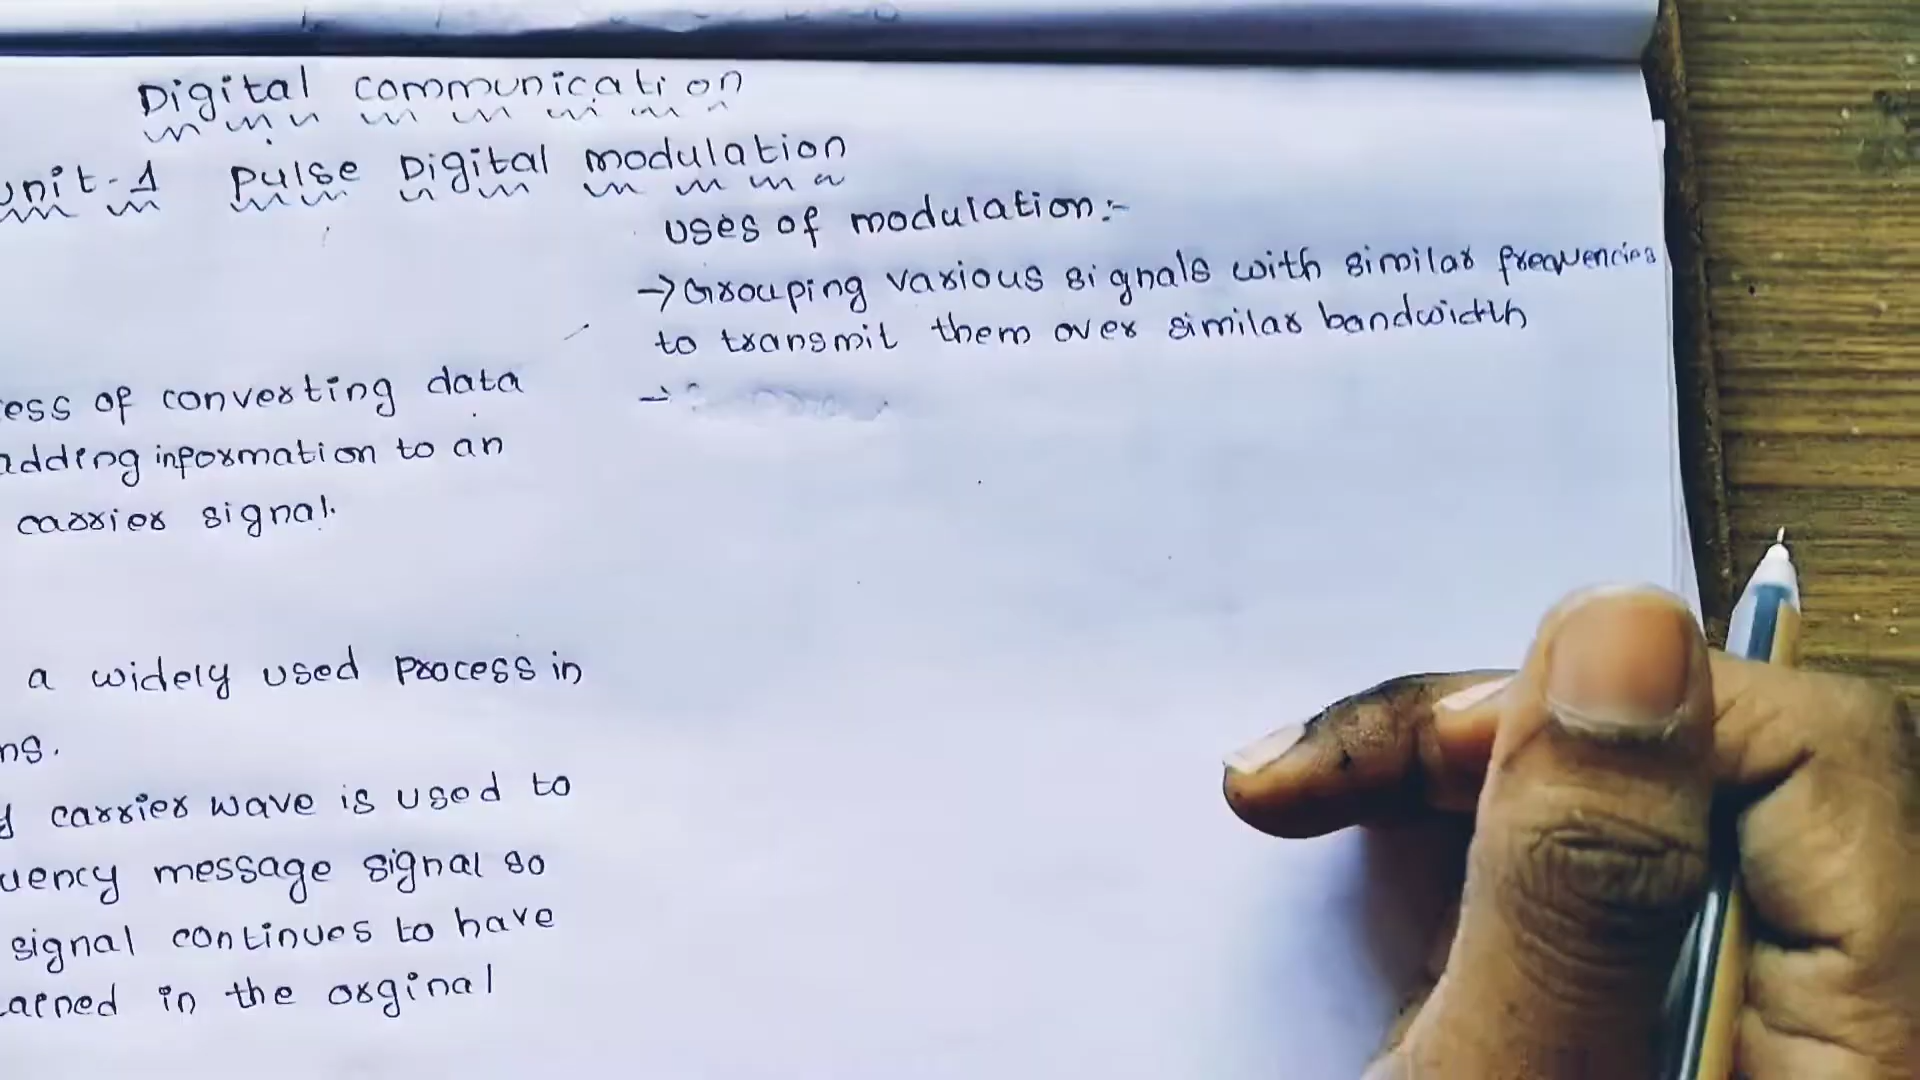 Digital communication
unit-1 Pulse Digital modulation
uses of modulation:-
→Grouping various signals with similar frequencies
to transmit them over similar bandwidth
→
ess of converting data
adding information to an
carrier signal.
a widely used process in
ns.
carrier wave is used to
uency message signal so
signal continues to have
in the orginal